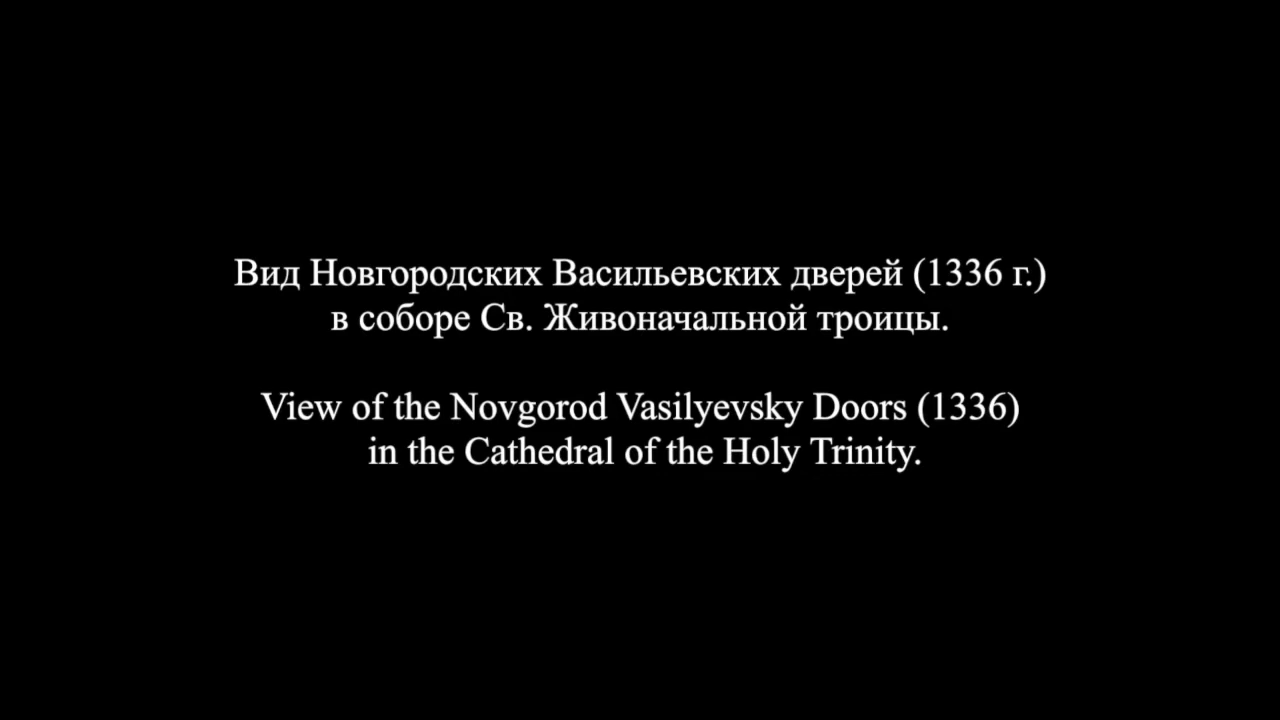 Вид Новгородских Васильевских дверей (1336 г.)
в соборе Св. Живоначальной троицы.
View of the Novgorod Vasilyevsky Doors (1336)
in the Cathedral of the Holy Trinity.